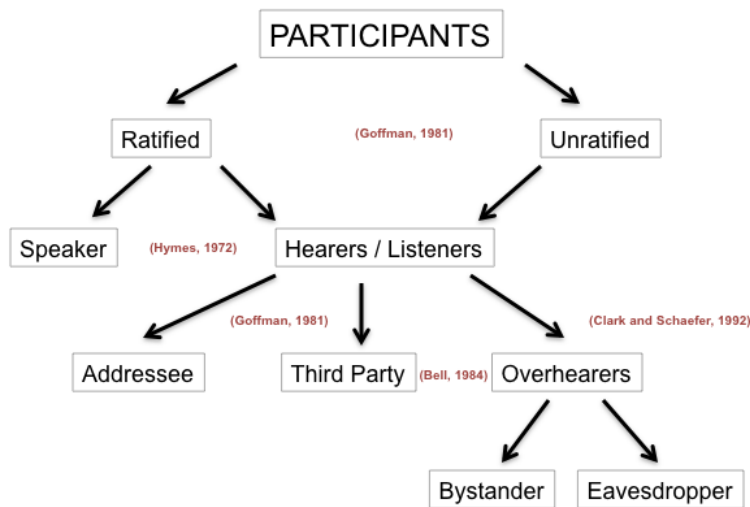 PARTICIPANTS
Ratified
(Goffman, 1981)
Unratified
Speaker
(Hymes, 1972)
Hearers / Listeners
(Goffman, 1981)
(Clark and Schaefer, 1992)
Addressee
Third Party
(Bell, 1984)
Overhearers
Bystander
Eavesdropper